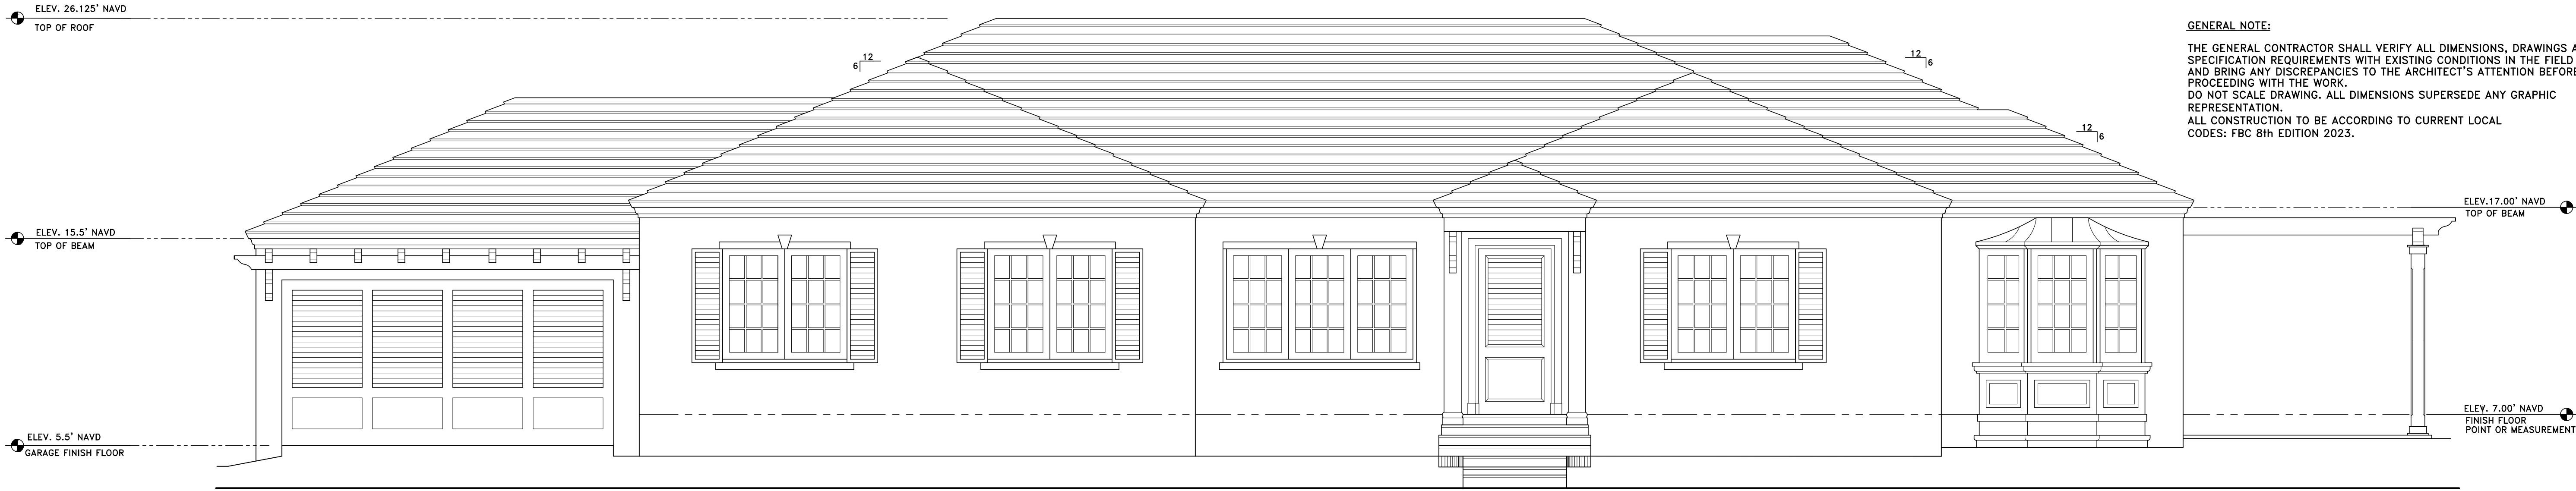 ELEV. 26.125' NAVD
TOP OF ROOF
12
6
12
6
12
6
GENERAL NOTE:
THE GENERAL CONTRACTOR SHALL VERIFY ALL DIMENSIONS, DRAWINGS A
SPECIFICATION REQUIREMENTS WITH EXISTING CONDITIONS IN THE FIELD
AND BRING ANY DISCREPANCIES TO THE ARCHITECT'S ATTENTION BEFORE
PROCEEDING WITH THE WORK.
DO NOT SCALE DRAWING. ALL DIMENSIONS SUPERSEDE ANY GRAPHIC
REPRESENTATION.
ALL CONSTRUCTION TO BE ACCORDING TO CURRENT LOCAL
CODES: FBC 8th EDITION 2023.
ELEV. 15.5' NAVD
TOP OF BEAM
ELEV.17.00' NAVD
TOP OF BEAM
ELEV. 5.5' NAVD
GARAGE FINISH FLOOR
ELEV. 7.00' NAVD
FINISH FLOOR
POINT OR MEASUREMENT